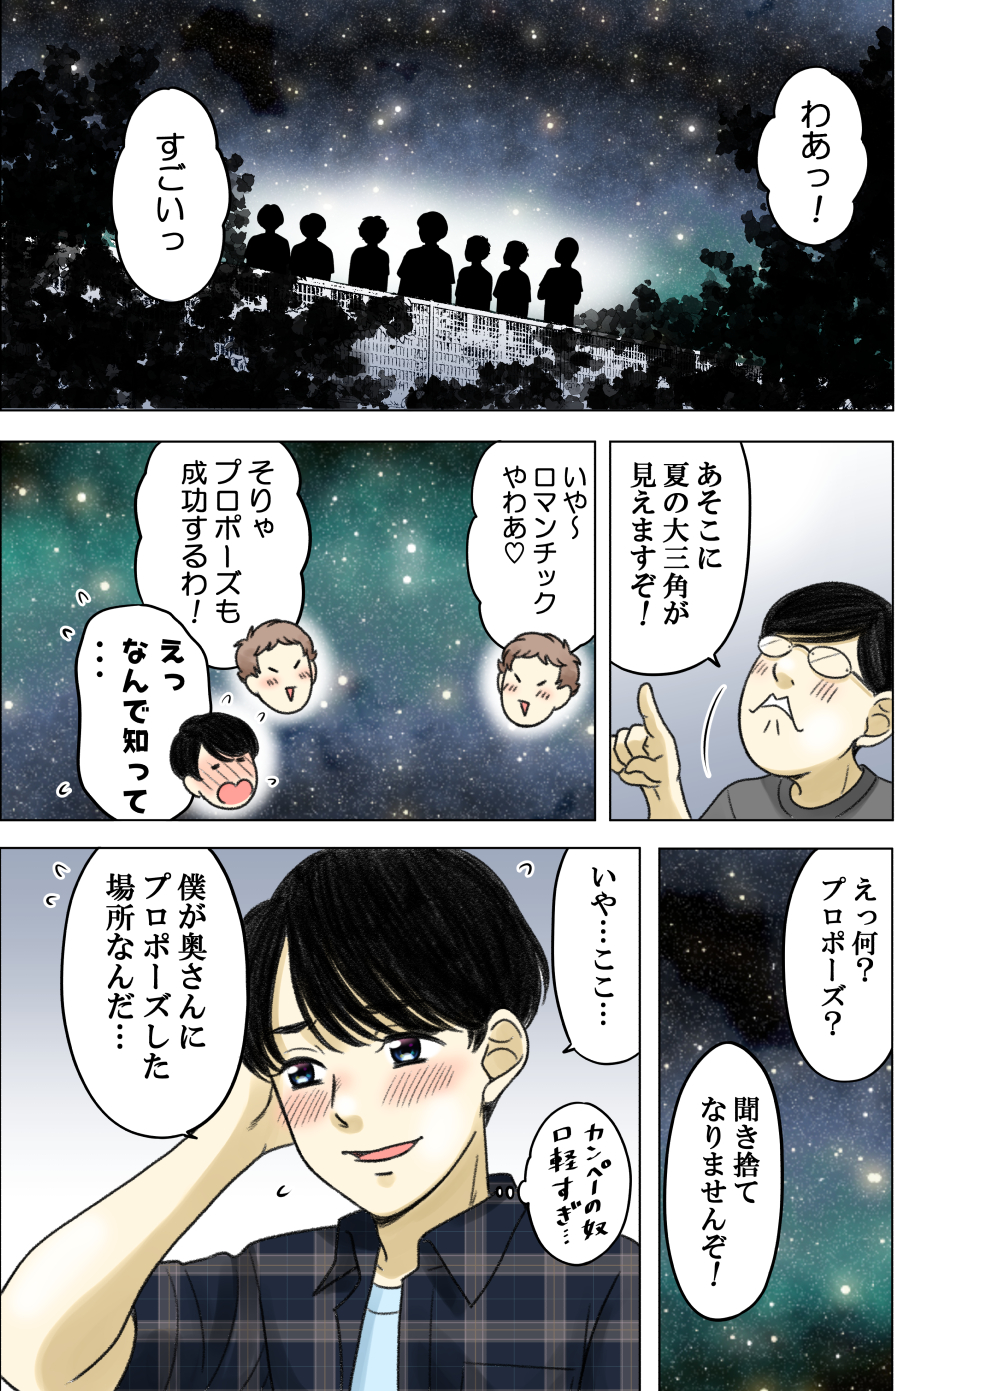 わあっ！
すごいっ
あそこに
夏の大三角が
見えますぞ！
いや～
ロマンチック
やわあ♡
そりゃ
プロポーズも
成功するわ！
えっ
なんで知って
・・・
えっ何？
プロポーズ？
聞き捨て
なりませんぞ！
いや…ここ…
カンペーの奴
口軽すぎ…
僕が奥さんに
プロポーズした
場所なんだ…